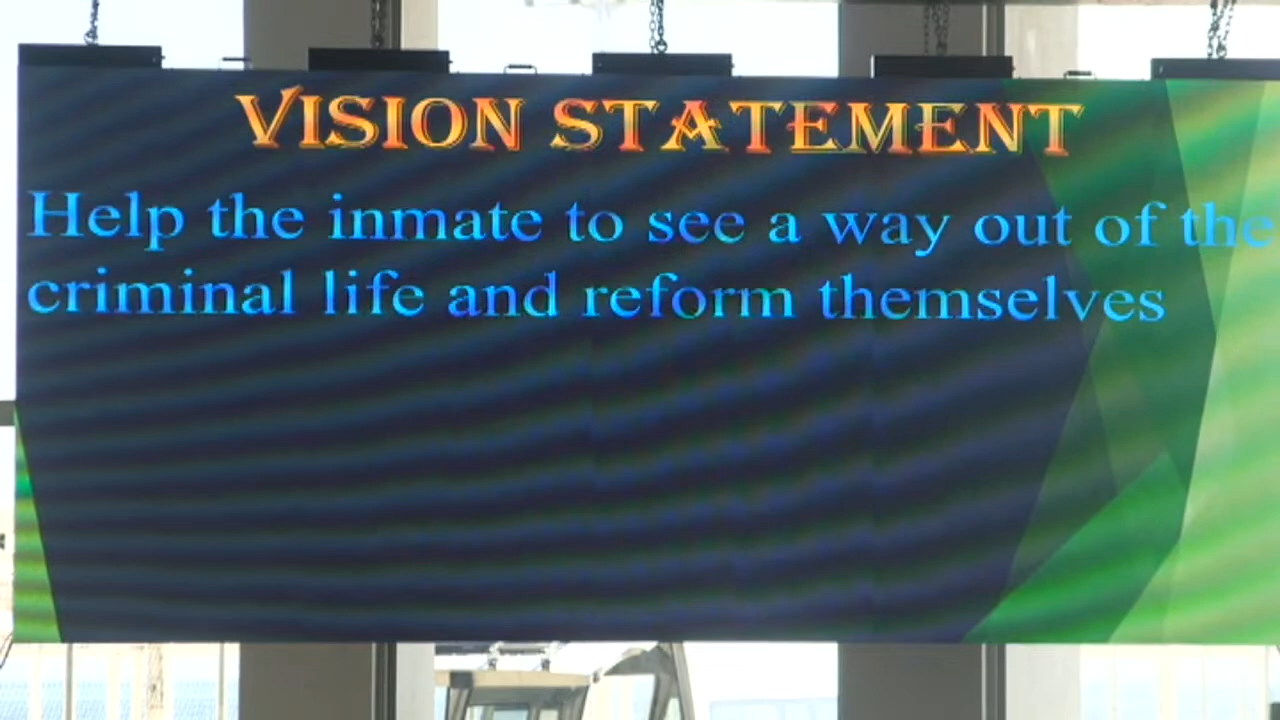 VISION STATEMENT
Help the inmate to see a way out of the
criminal life and reform themselves